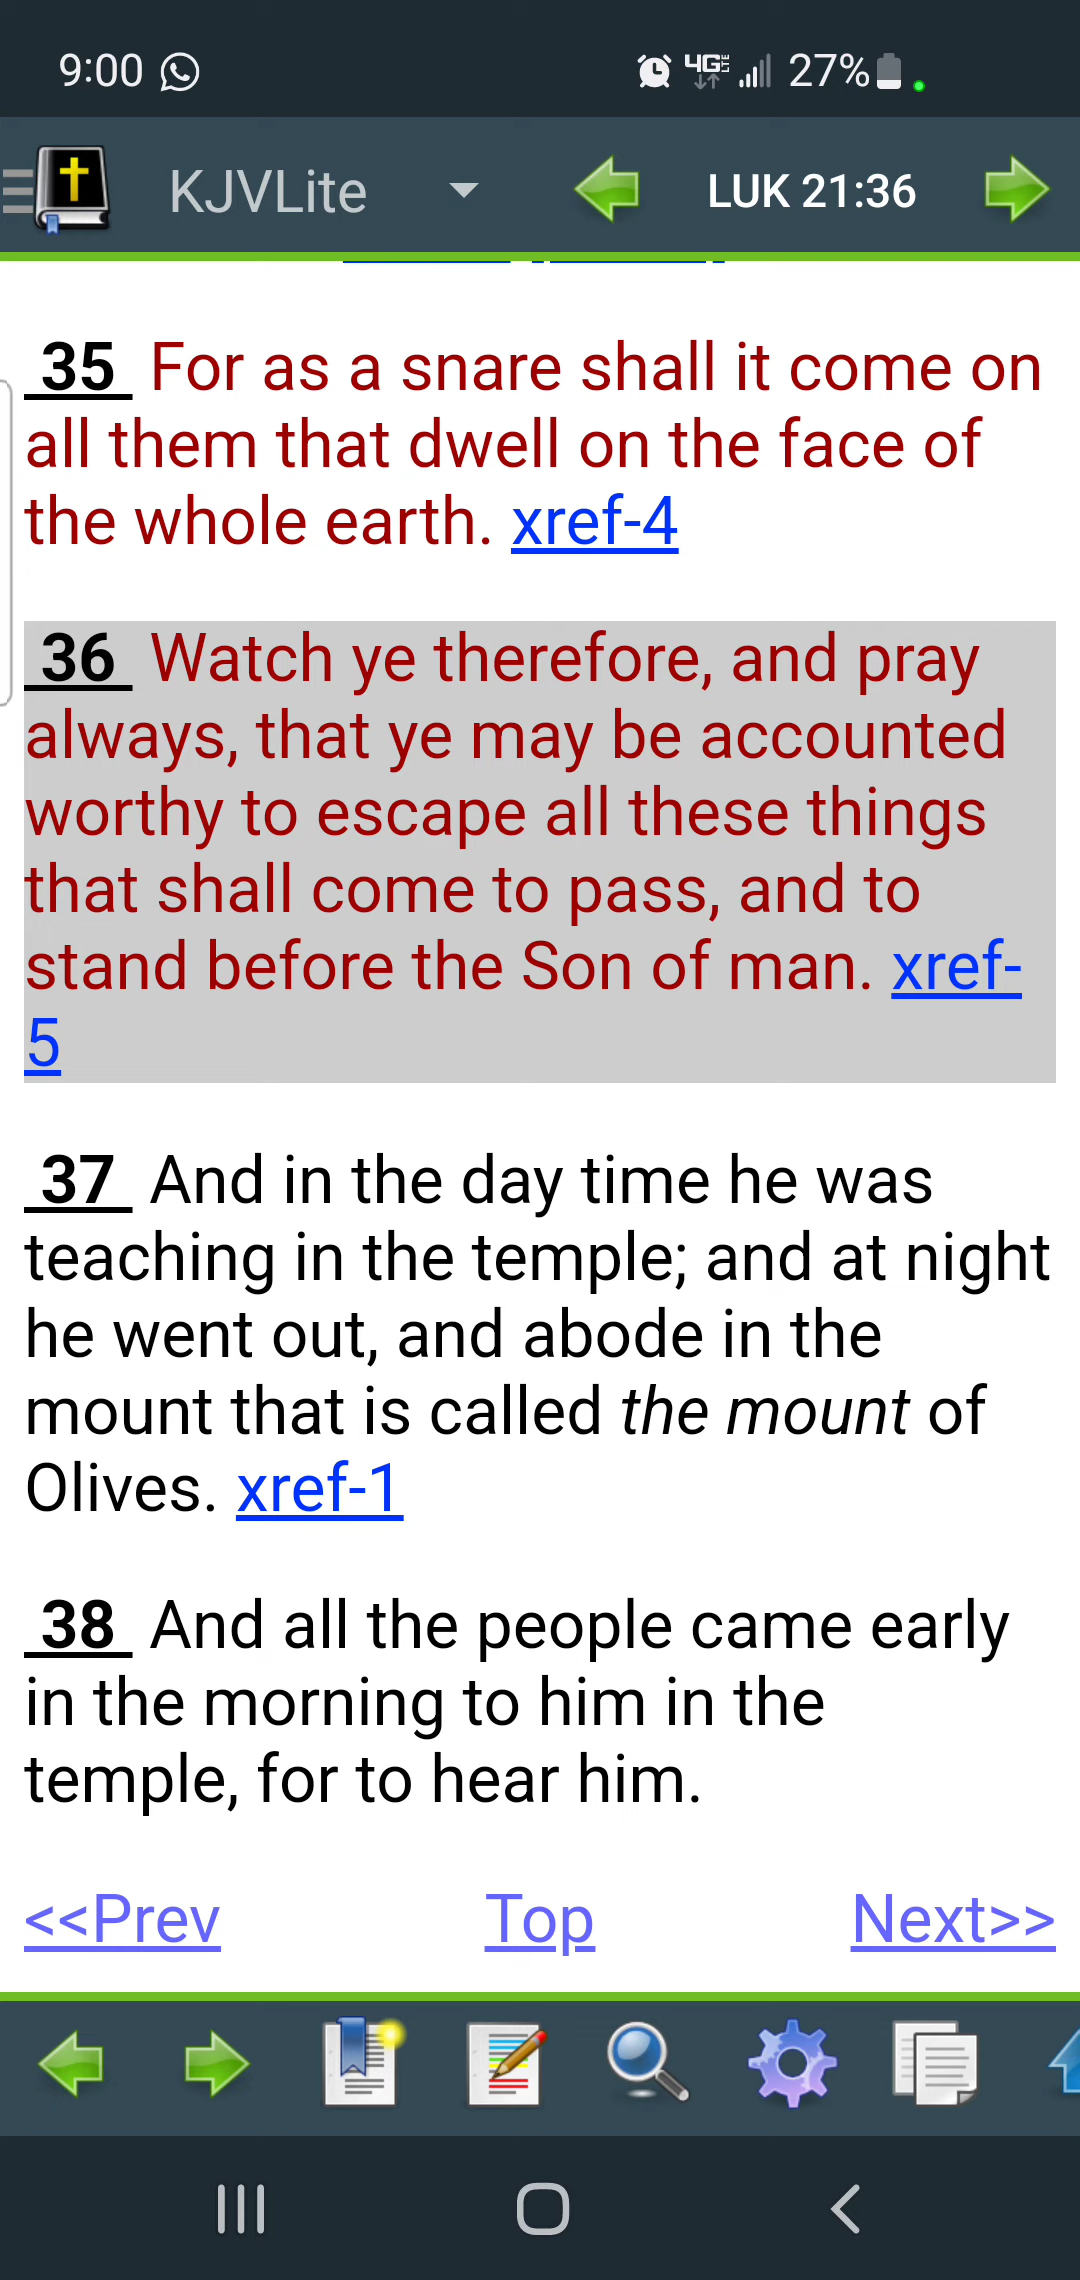 9:00 4G LTE 27%
KJVLite LUK 21:36
35 For as a snare shall it come on
all them that dwell on the face of
the whole earth. xref-4
36 Watch ye therefore, and pray
always, that ye may be accounted
worthy to escape all these things
that shall come to pass, and to
stand before the Son of man. xref-
5
37 And in the day time he was
teaching in the temple; and at night
he went out, and abode in the
mount that is called the mount of
Olives. xref-1
38 And all the people came early
in the morning to him in the
temple, for to hear him.
<<Prev Top Next>>